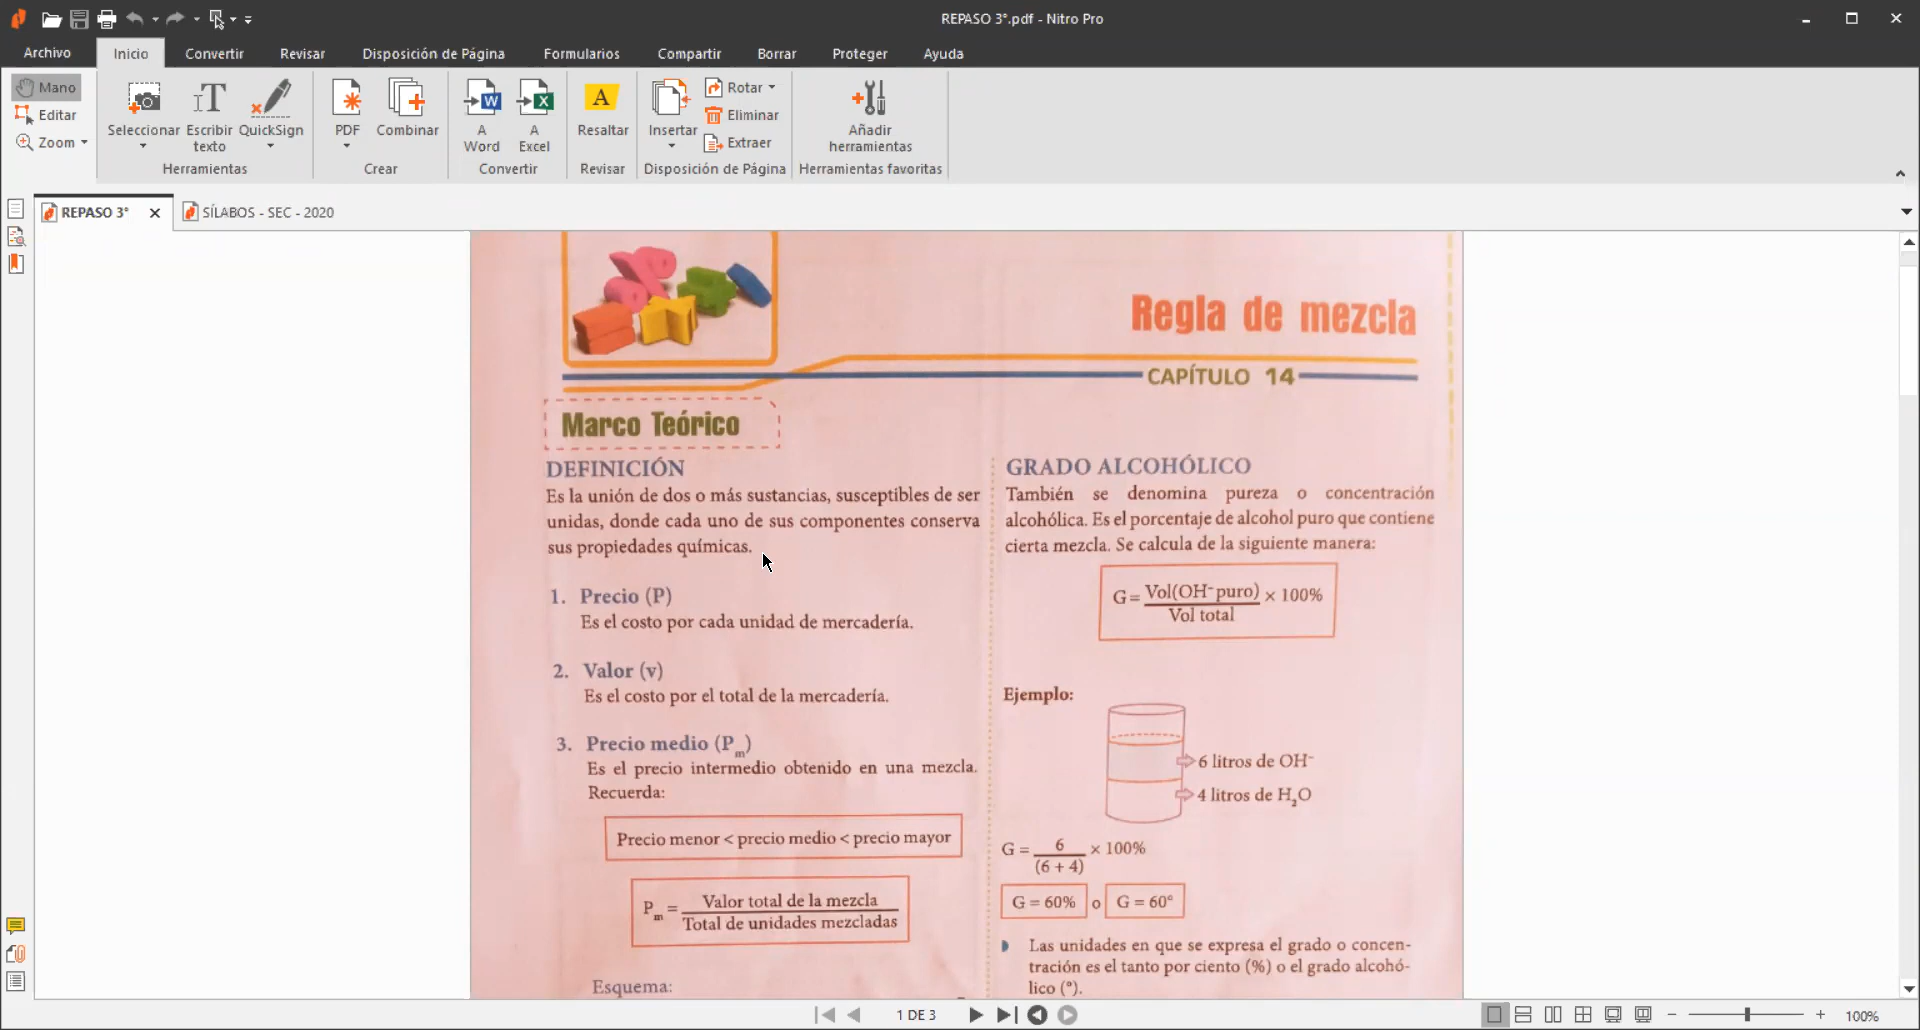 REPASO 3°.pdf - Nitro Pro
Archivo Inicio Convertir Revisar Disposición de Página Formularios Compartir Borrar Proteger Ayuda
Mano
Editar
Zoom
Seleccionar
Escribir texto
QuickSign
Herramientas
PDF
Combinar
Crear
A Word
A Excel
Convertir
Resaltar
Revisar
Insertar
Rotar
Eliminar
Extraer
Disposición de Página
Añadir herramientas
Herramientas favoritas
REPASO 3°
SÍLABOS - SEC - 2020
Regla de mezcla
CAPÍTULO 14
Marco Teórico
DEFINICIÓN
Es la unión de dos o más sustancias, susceptibles de ser
unidas, donde cada uno de sus componentes conserva
sus propiedades químicas.
1. Precio (P)
Es el costo por cada unidad de mercadería.
2. Valor (v)
Es el costo por el total de la mercadería.
3. Precio medio (Pm)
Es el precio intermedio obtenido en una mezcla.
Recuerda:
Precio menor < precio medio < precio mayor
Pm = Valor total de la mezcla
Total de unidades mezcladas
Esquema:
GRADO ALCOHÓLICO
También se denomina pureza o concentración
alcohólica. Es el porcentaje de alcohol puro que contiene
cierta mezcla. Se calcula de la siguiente manera:
G = Vol(OH⁻ puro) × 100%
Vol total
Ejemplo:
6 litros de OH⁻
4 litros de H₂O
G = 6 × 100%
(6 + 4)
G = 60% o G = 60°
Las unidades en que se expresa el grado o concen-
tración es el tanto por ciento (%) o el grado alcohó-
lico (°).
1 DE 3
100%